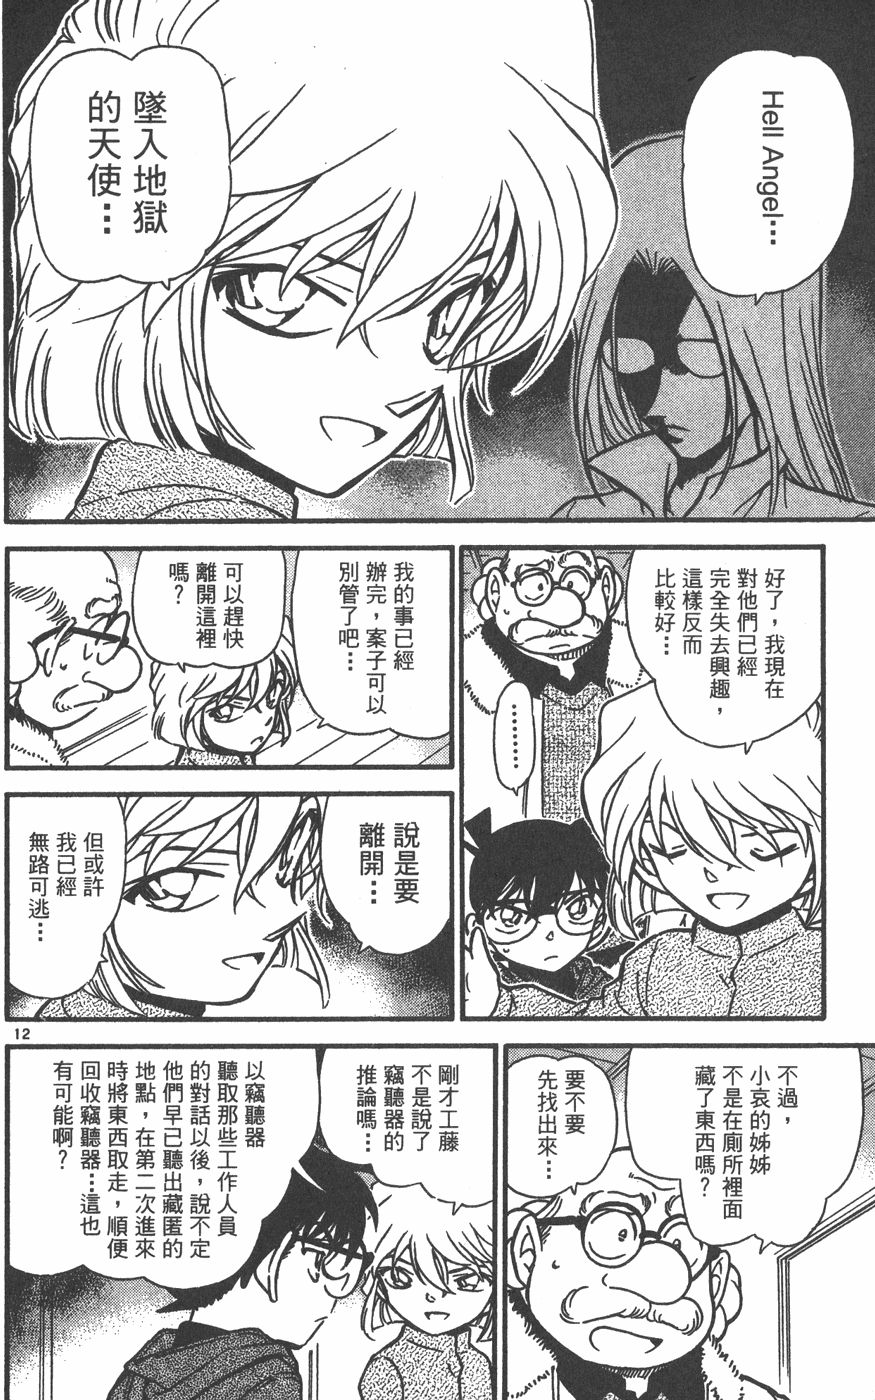 Hell Angel…
墜入地獄
的天使…
好了，我現在
對他們已經
完全失去興趣，
這樣反而
比較好…
………
我的事已經
辦完，案子可以
別管了吧…
可以趕快
離開這裡
嗎？
說是要
離開…
但或許
我已經
無路可逃…
12
不過，
小哀的姊姊
不是在廁所裡面
藏了東西嗎？
要不要
先找出來…
剛才工藤
不是說了
竊聽器的
推論嗎…
以竊聽器
聽取那些工作人員
的對話以後，說不定
他們早已聽出藏匿的
地點，在第二次進來
時將東西取走，順便
回收竊聽器…這也
有可能啊？